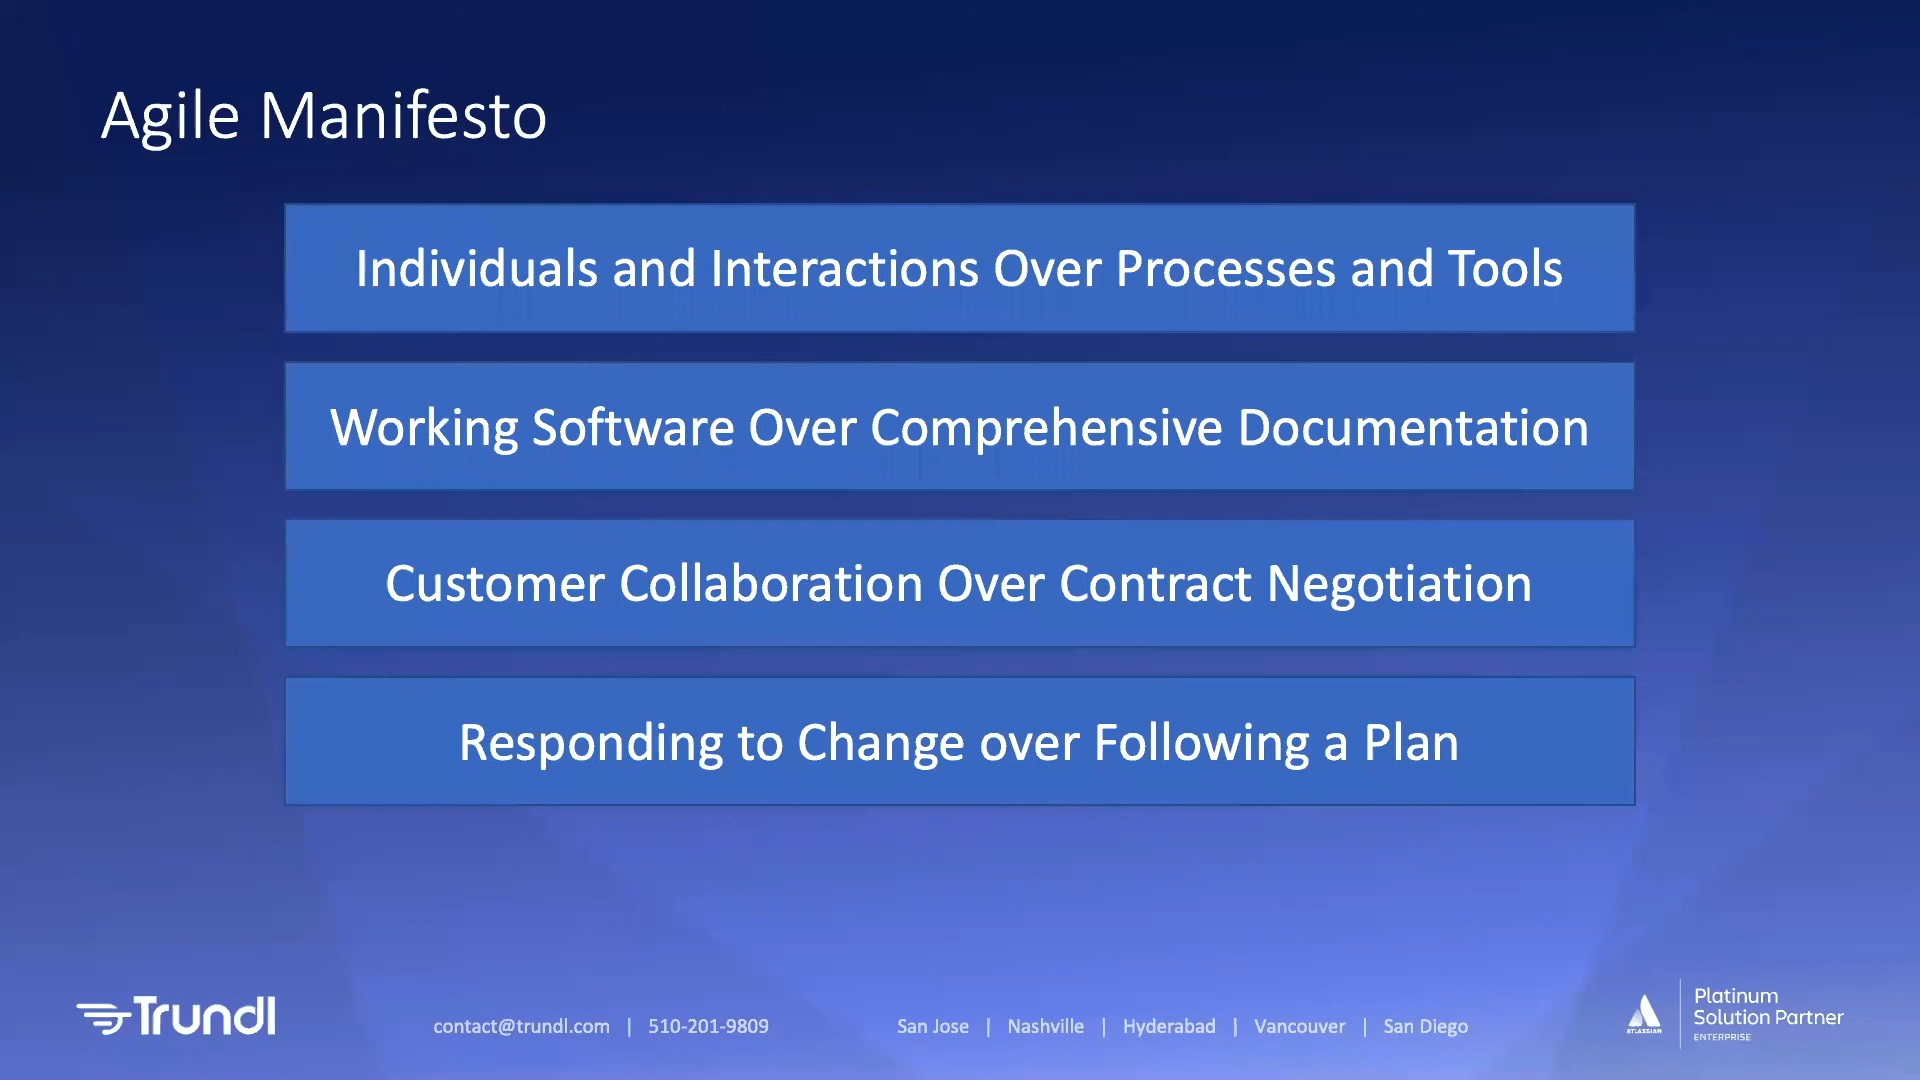 Agile Manifesto
Individuals and Interactions Over Processes and Tools
Working Software Over Comprehensive Documentation
Customer Collaboration Over Contract Negotiation
Responding to Change over Following a Plan
Trundl
contact@trundl.com | 510-201-9809
San Jose | Nashville | Hyderabad | Vancouver | San Diego
ATLASSIAN
Platinum
Solution Partner
ENTERPRISE